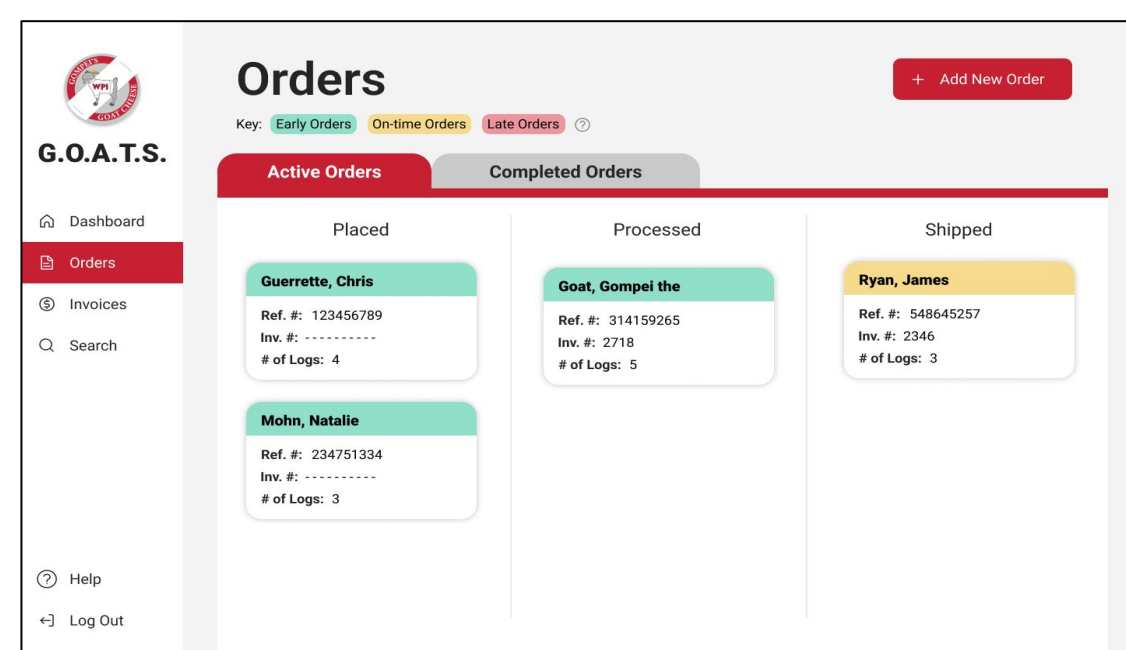 GOMPEI'S
WPI
GOAT CHEESE
G.O.A.T.S.
Dashboard
Orders
Invoices
Search
Help
Log Out
Orders
+ Add New Order
Key: Early Orders On-time Orders Late Orders ?
Active Orders Completed Orders
Placed
Guerrette, Chris
Ref. #: 123456789
Inv. #: - - - - - - - - - -
# of Logs: 4
Mohn, Natalie
Ref. #: 234751334
Inv. #: - - - - - - - - - -
# of Logs: 3
Processed
Goat, Gompei the
Ref. #: 314159265
Inv. #: 2718
# of Logs: 5
Shipped
Ryan, James
Ref. #: 548645257
Inv. #: 2346
# of Logs: 3